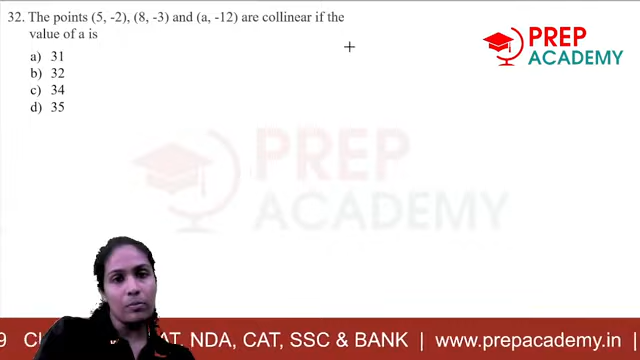 32. The points (5, -2), (8, -3) and (a, -12) are collinear if the
value of a is
a) 31
b) 32
c) 34
d) 35
PREP
ACADEMY
PREP
ACADEMY
9 AT, NDA, CAT, SSC & BANK | www.prepacademy.in |